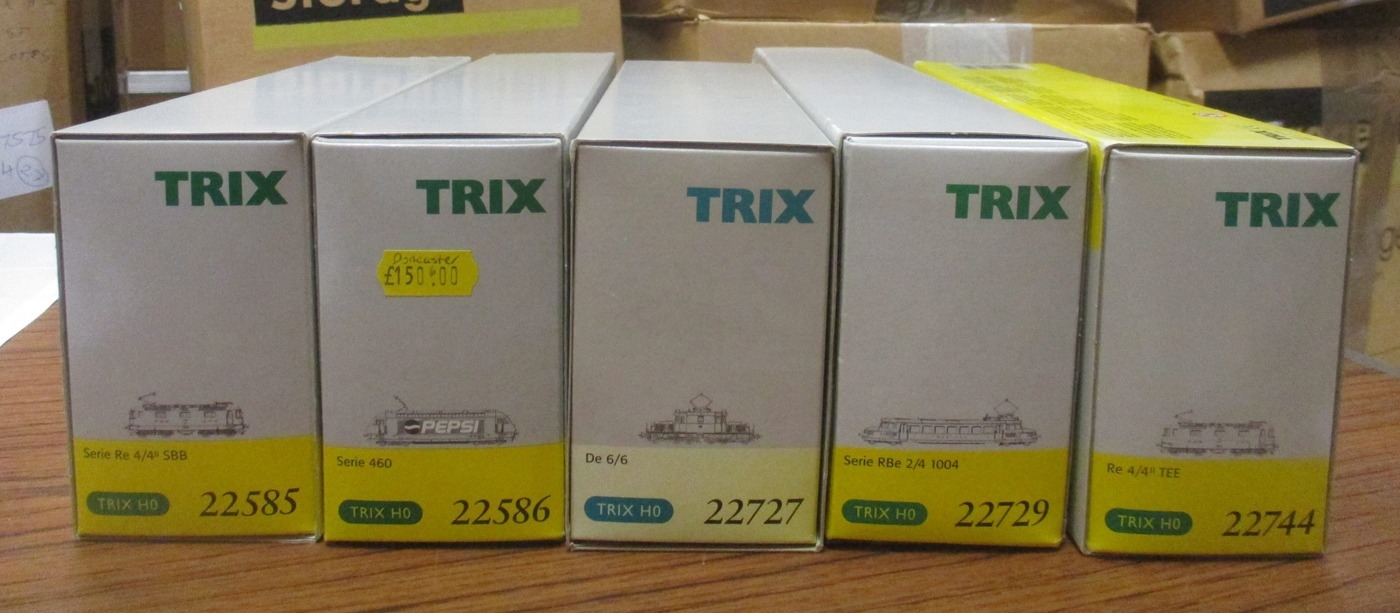 TRIX
Serie Re 4/4ᴵᴵ SBB
TRIX H0
22585
TRIX
Doncaster
£150.00
PEPSI
Serie 460
TRIX H0
22586
TRIX
De 6/6
TRIX H0
22727
TRIX
Serie RBe 2/4 1004
TRIX H0
22729
TRIX
Re 4/4ᴵᴵ TEE
TRIX H0
22744